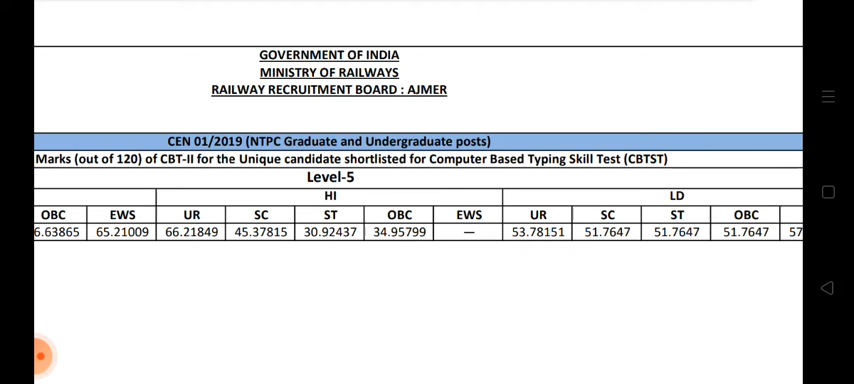 GOVERNMENT OF INDIA
MINISTRY OF RAILWAYS
RAILWAY RECRUITMENT BOARD : AJMER
CEN 01/2019 (NTPC Graduate and Undergraduate posts)
Marks (out of 120) of CBT-II for the Unique candidate shortlisted for Computer Based Typing Skill Test (CBTST)
Level-5
HI LD
OBC EWS UR SC ST OBC EWS UR SC ST OBC
6.63865 65.21009 66.21849 45.37815 30.92437 34.95799 — 53.78151 51.7647 51.7647 51.7647 57